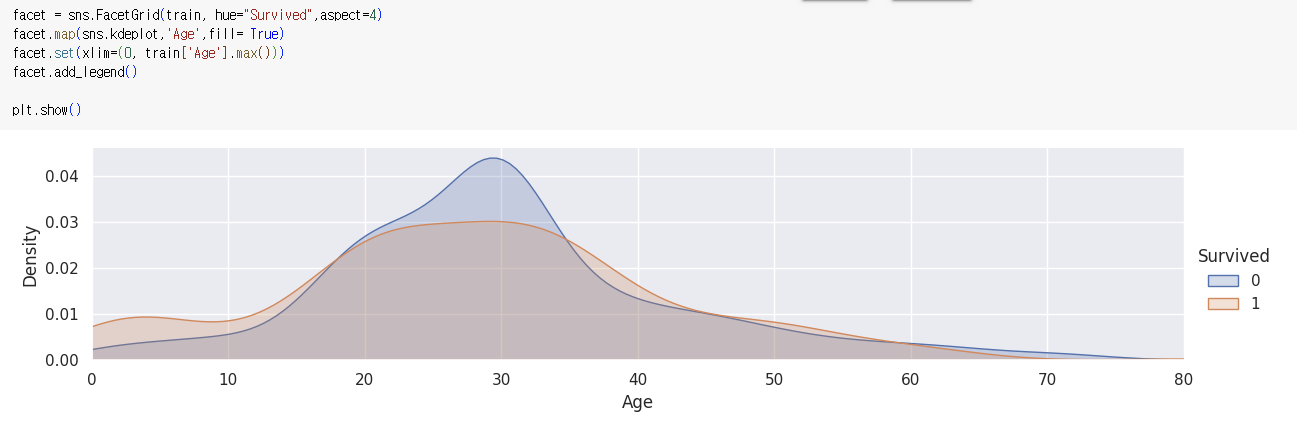 facet = sns.FacetGrid(train, hue="Survived",aspect=4)
facet.map(sns.kdeplot,'Age',fill= True)
facet.set(xlim=(0, train['Age'].max()))
facet.add_legend()
plt.show()
0.04
0.03
0.02
0.01
0.00
Density
0 10 20 30 40 50 60 70 80
Age
Survived
0
1